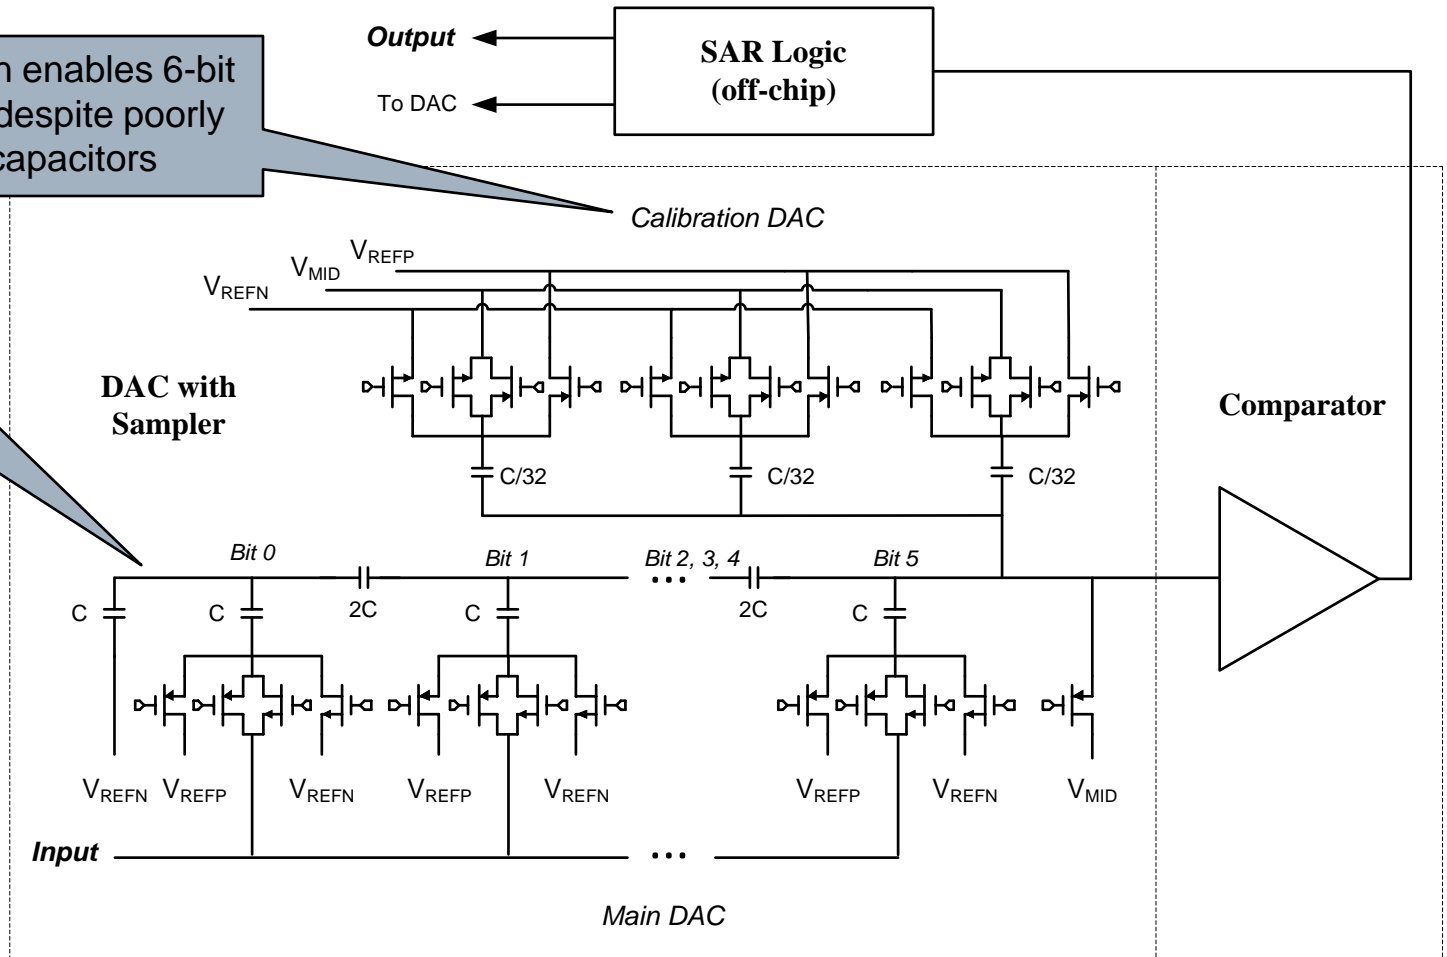 Output
SAR Logic
(off-chip)
To DAC
n enables 6-bit
despite poorly
capacitors
Calibration DAC
VREFP
VMID
VREFN
DAC with
Sampler
Comparator
C/32 C/32 C/32
Bit 0 Bit 1 Bit 2, 3, 4 Bit 5
C C 2C C 2C C
VREFN VREFP VREFN VREFP VREFN VREFP VREFN VMID
Input
Main DAC